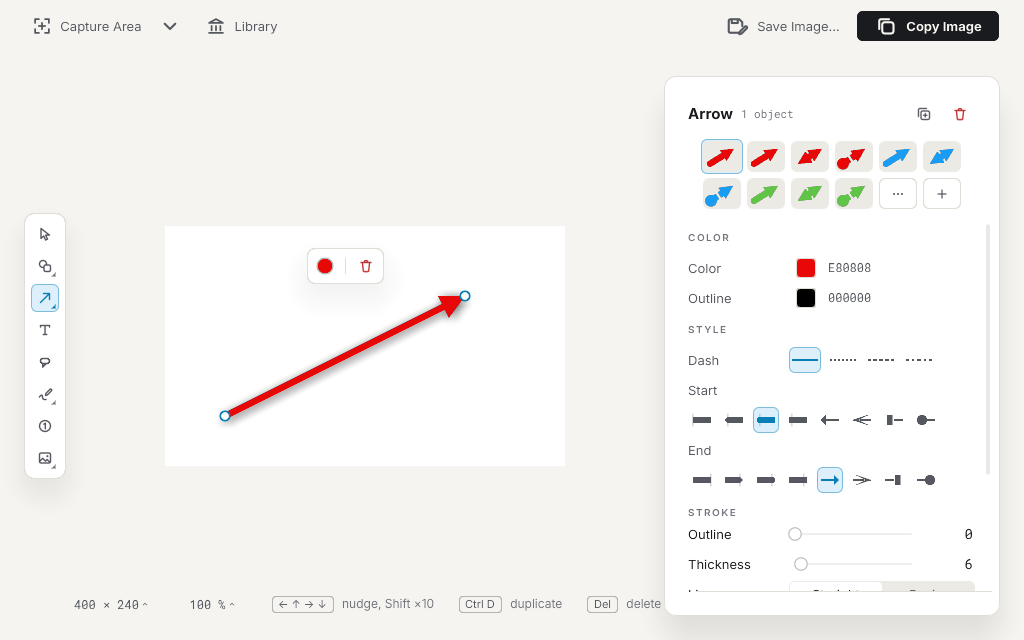 Capture Area
Library
Save Image...
Copy Image
Arrow 1 object
COLOR
Color E80808
Outline 000000
STYLE
Dash
Start
End
STROKE
Outline 0
Thickness 6
400 × 240
100 %
← ↑ → ↓ nudge, Shift ×10
Ctrl D duplicate
Del delete